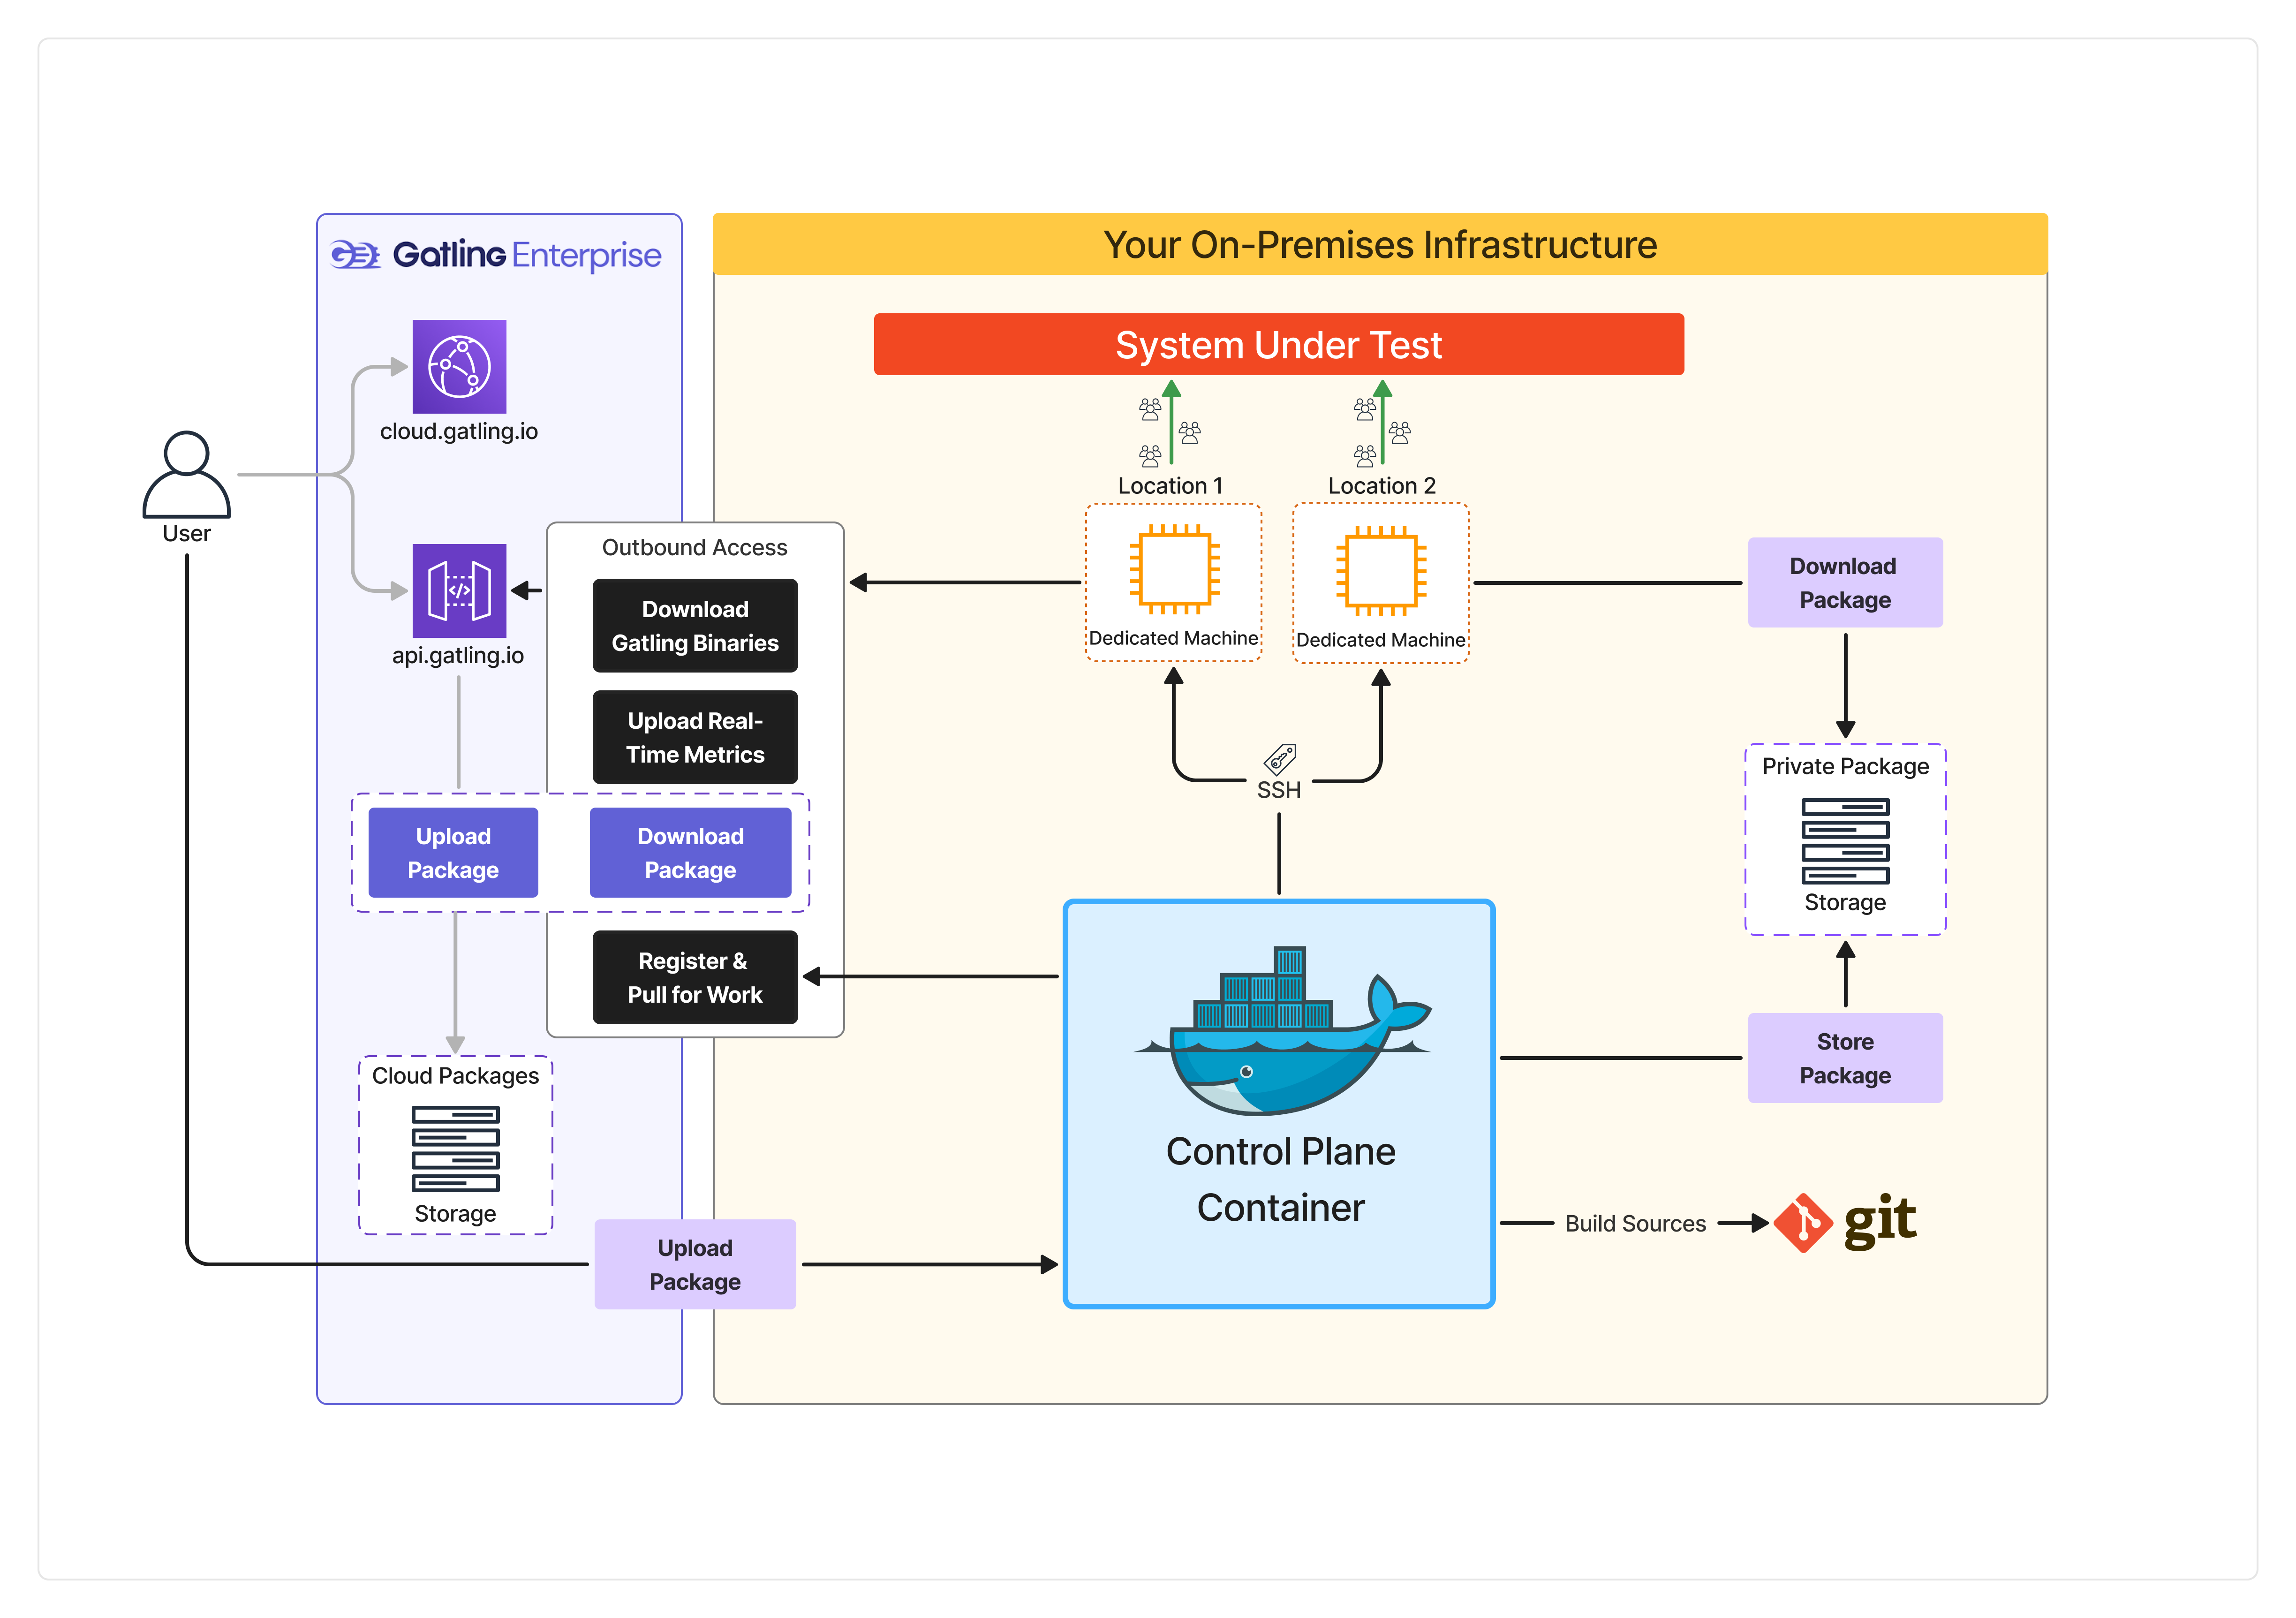 Gatling Enterprise
Your On-Premises Infrastructure
System Under Test
cloud.gatling.io
User
api.gatling.io
Outbound Access
Download
Gatling Binaries
Upload Real-
Time Metrics
Upload
Package
Download
Package
Register &
Pull for Work
Cloud Packages
Storage
Upload
Package
Location 1
Dedicated Machine
Location 2
Dedicated Machine
SSH
Control Plane
Container
Download
Package
Private Package
Storage
Store
Package
Build Sources
git